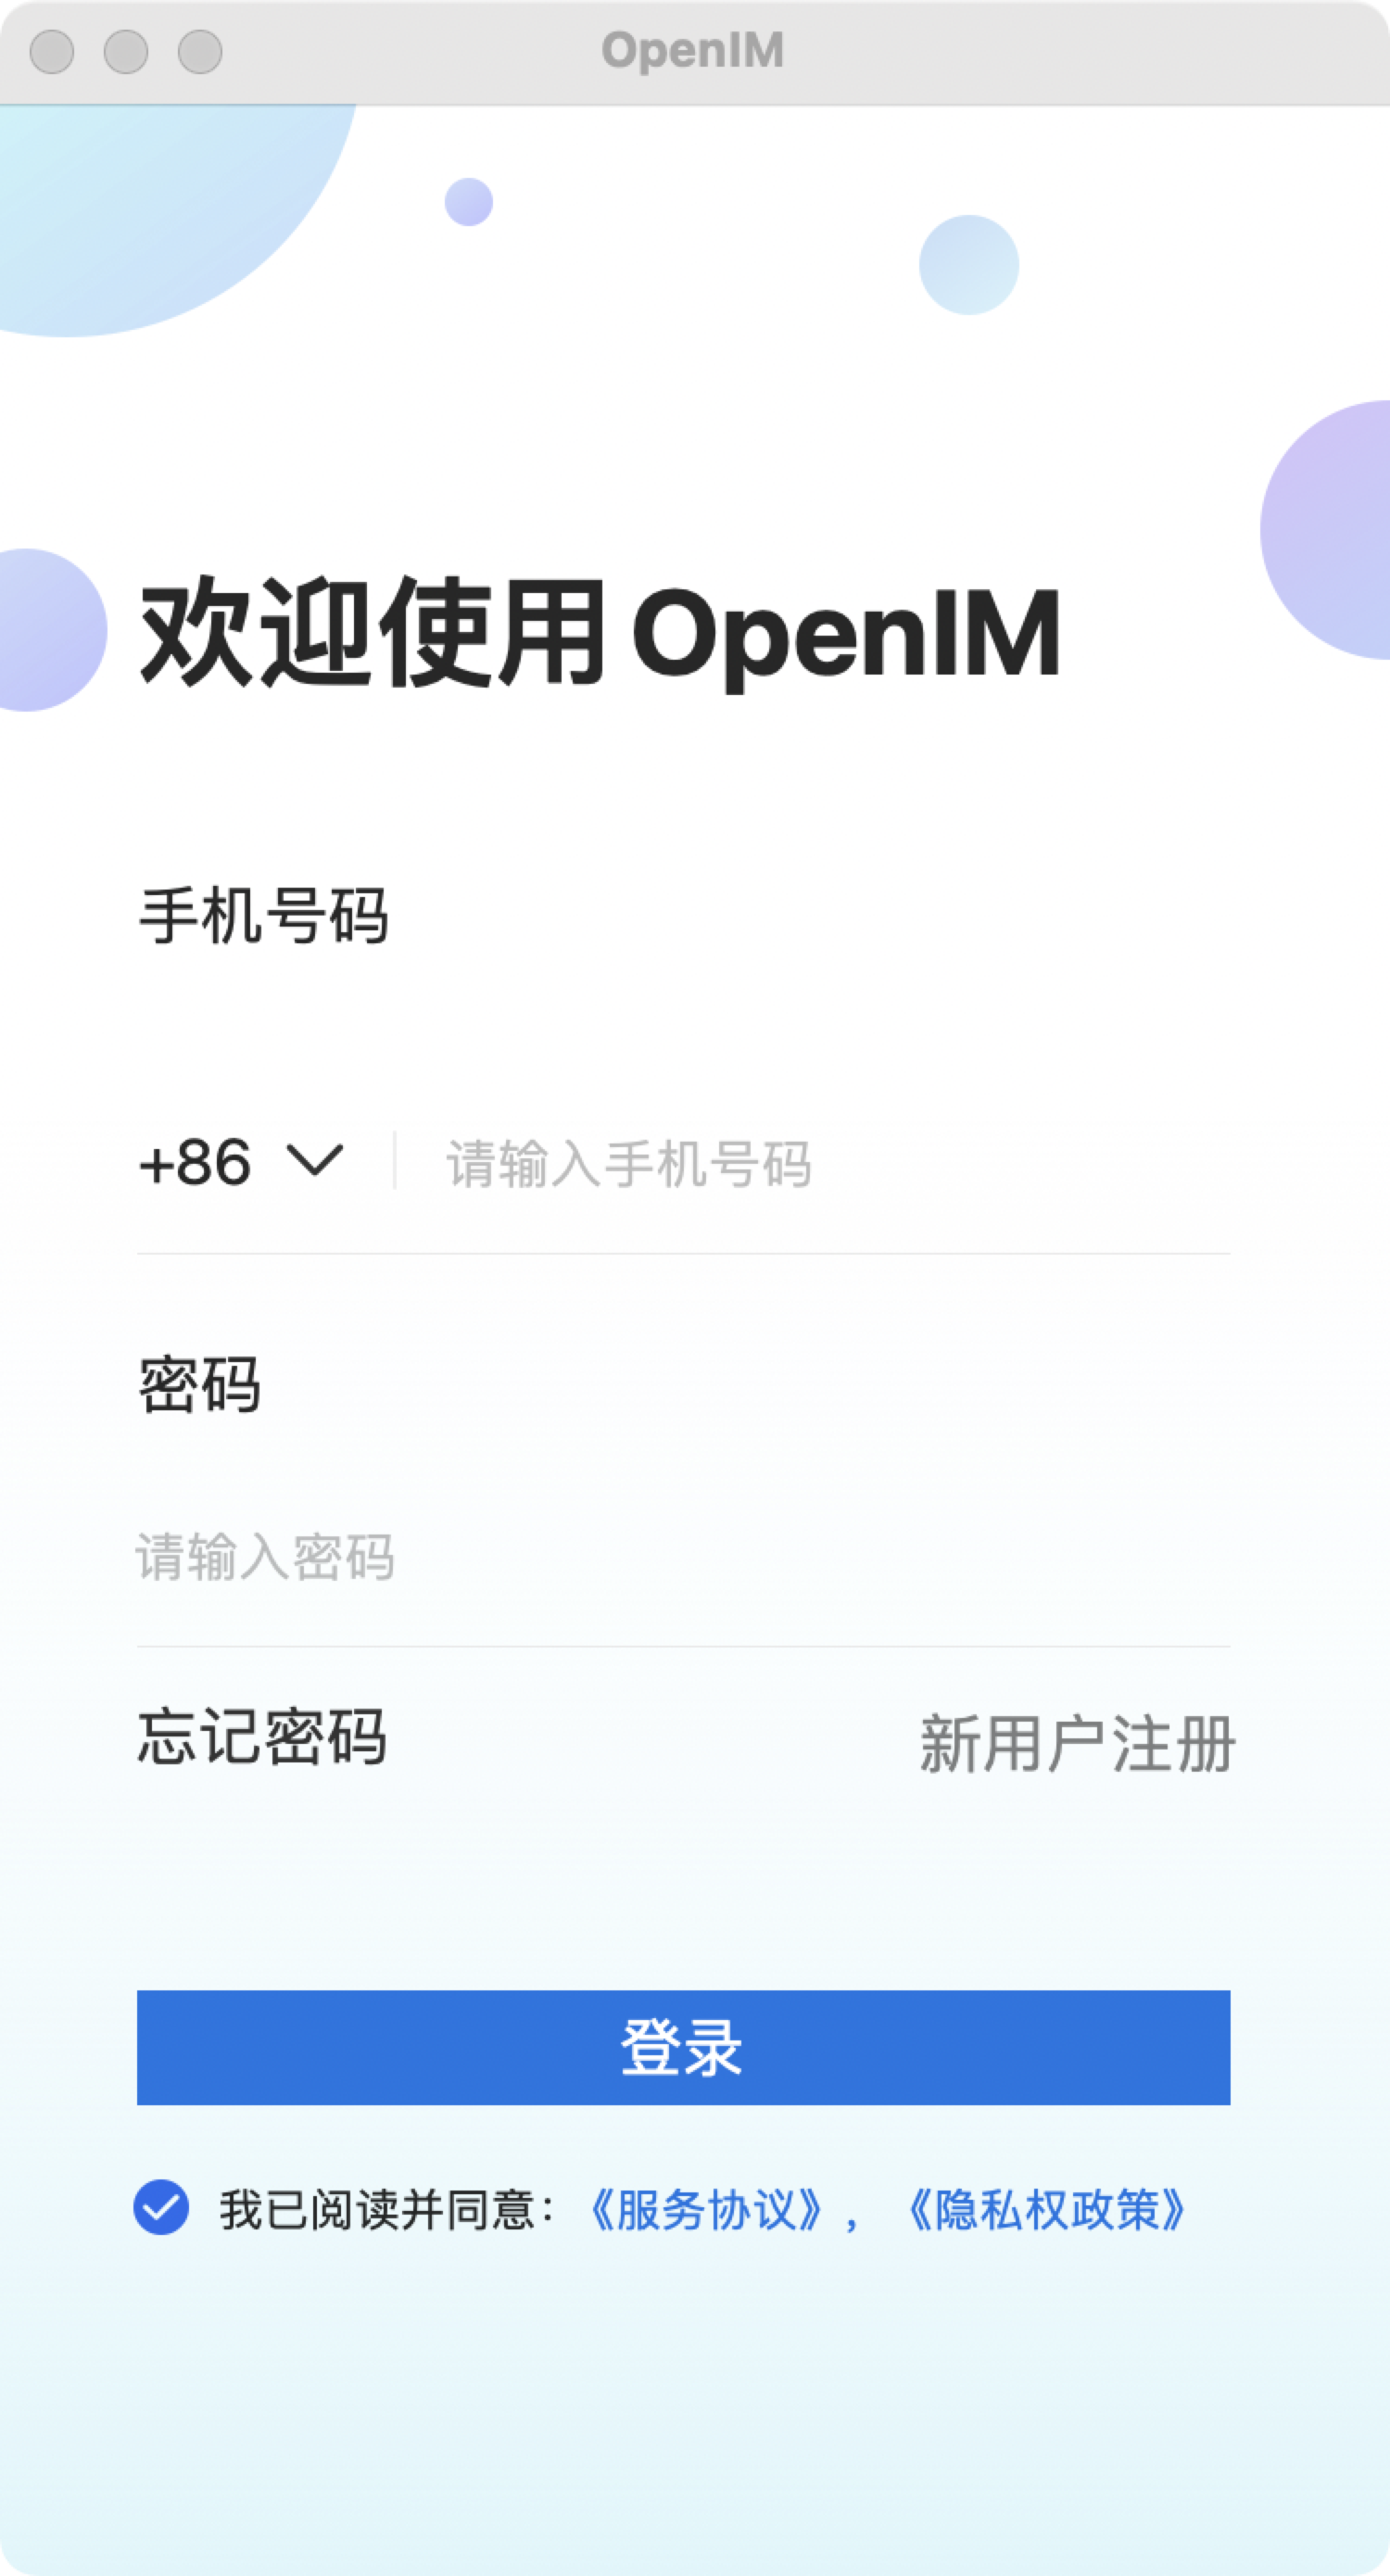 OpenIM
欢迎使用 OpenIM
手机号码
+86 请输入手机号码
密码
请输入密码
忘记密码 新用户注册
登录
我已阅读并同意：《服务协议》，《隐私权政策》